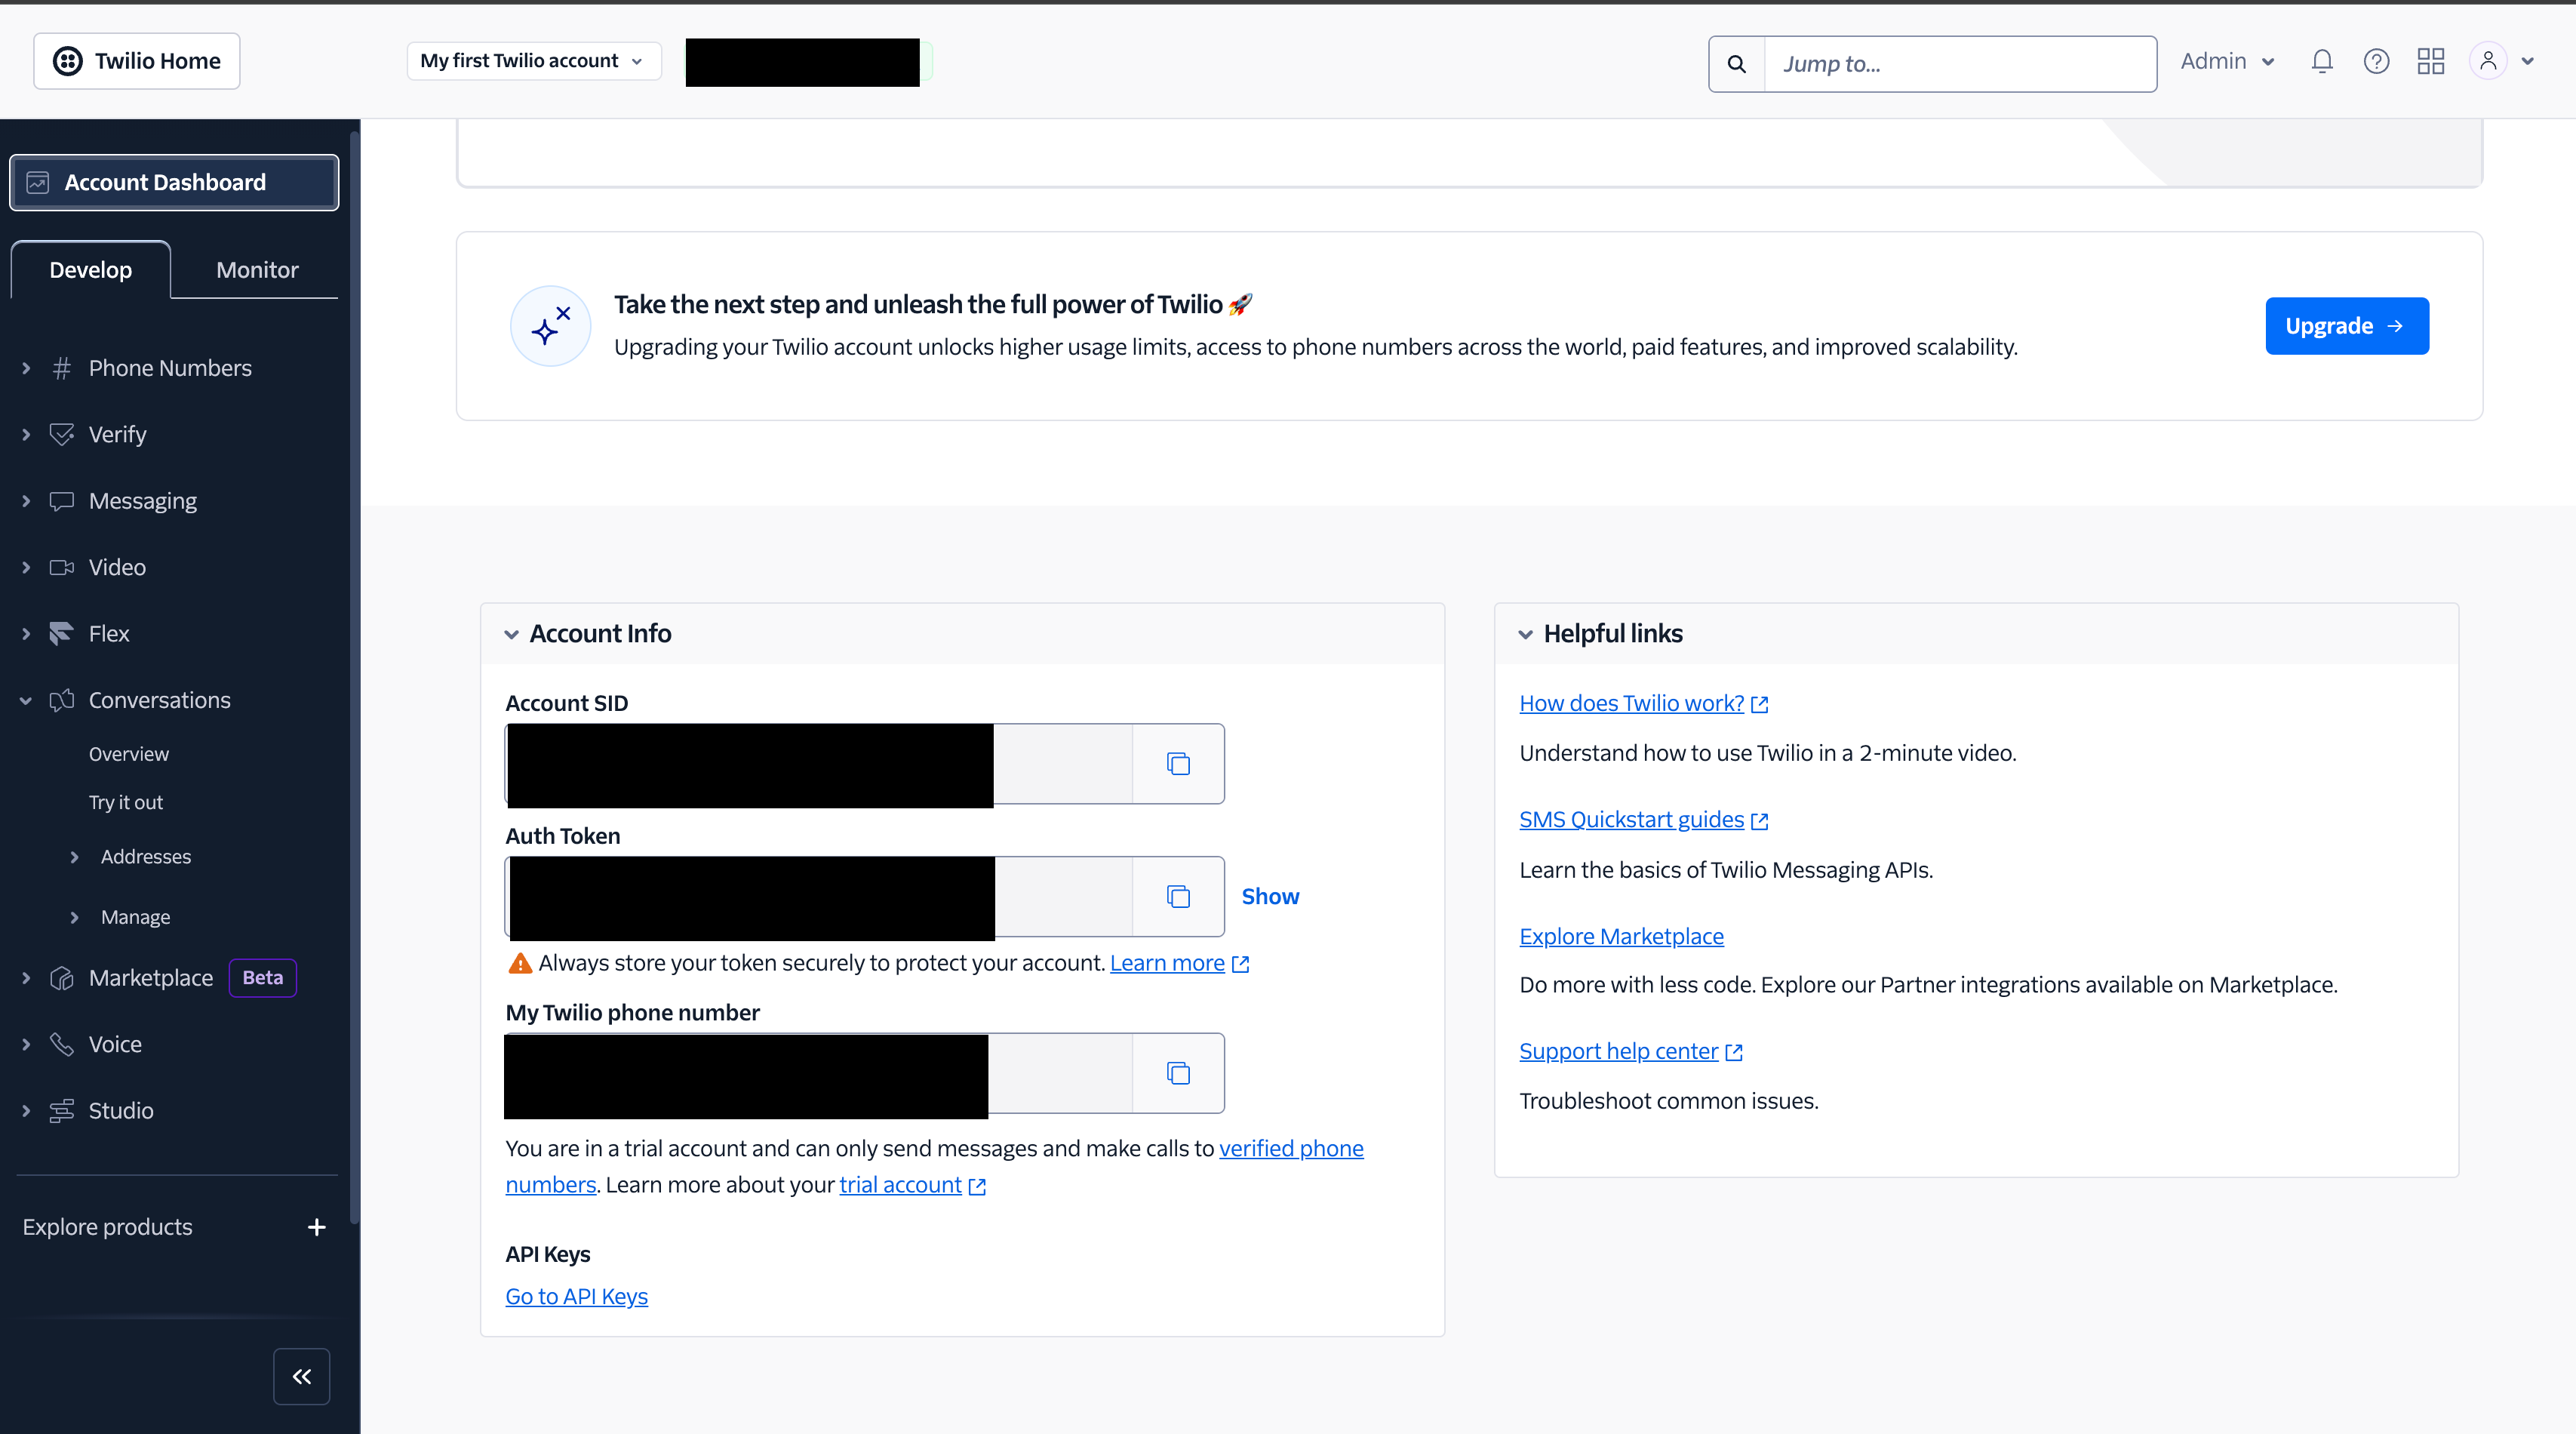 Twilio Home
My first Twilio account
Jump to...
Admin
Account Dashboard
Develop
Monitor
Phone Numbers
Verify
Messaging
Video
Flex
Conversations
Overview
Try it out
Addresses
Manage
Marketplace Beta
Voice
Studio
Explore products
Take the next step and unleash the full power of Twilio 🚀
Upgrading your Twilio account unlocks higher usage limits, access to phone numbers across the world, paid features, and improved scalability.
Upgrade
Account Info
Account SID
Auth Token
Show
Always store your token securely to protect your account. Learn more
My Twilio phone number
You are in a trial account and can only send messages and make calls to verified phone
numbers. Learn more about your trial account
API Keys
Go to API Keys
Helpful links
How does Twilio work?
Understand how to use Twilio in a 2-minute video.
SMS Quickstart guides
Learn the basics of Twilio Messaging APIs.
Explore Marketplace
Do more with less code. Explore our Partner integrations available on Marketplace.
Support help center
Troubleshoot common issues.